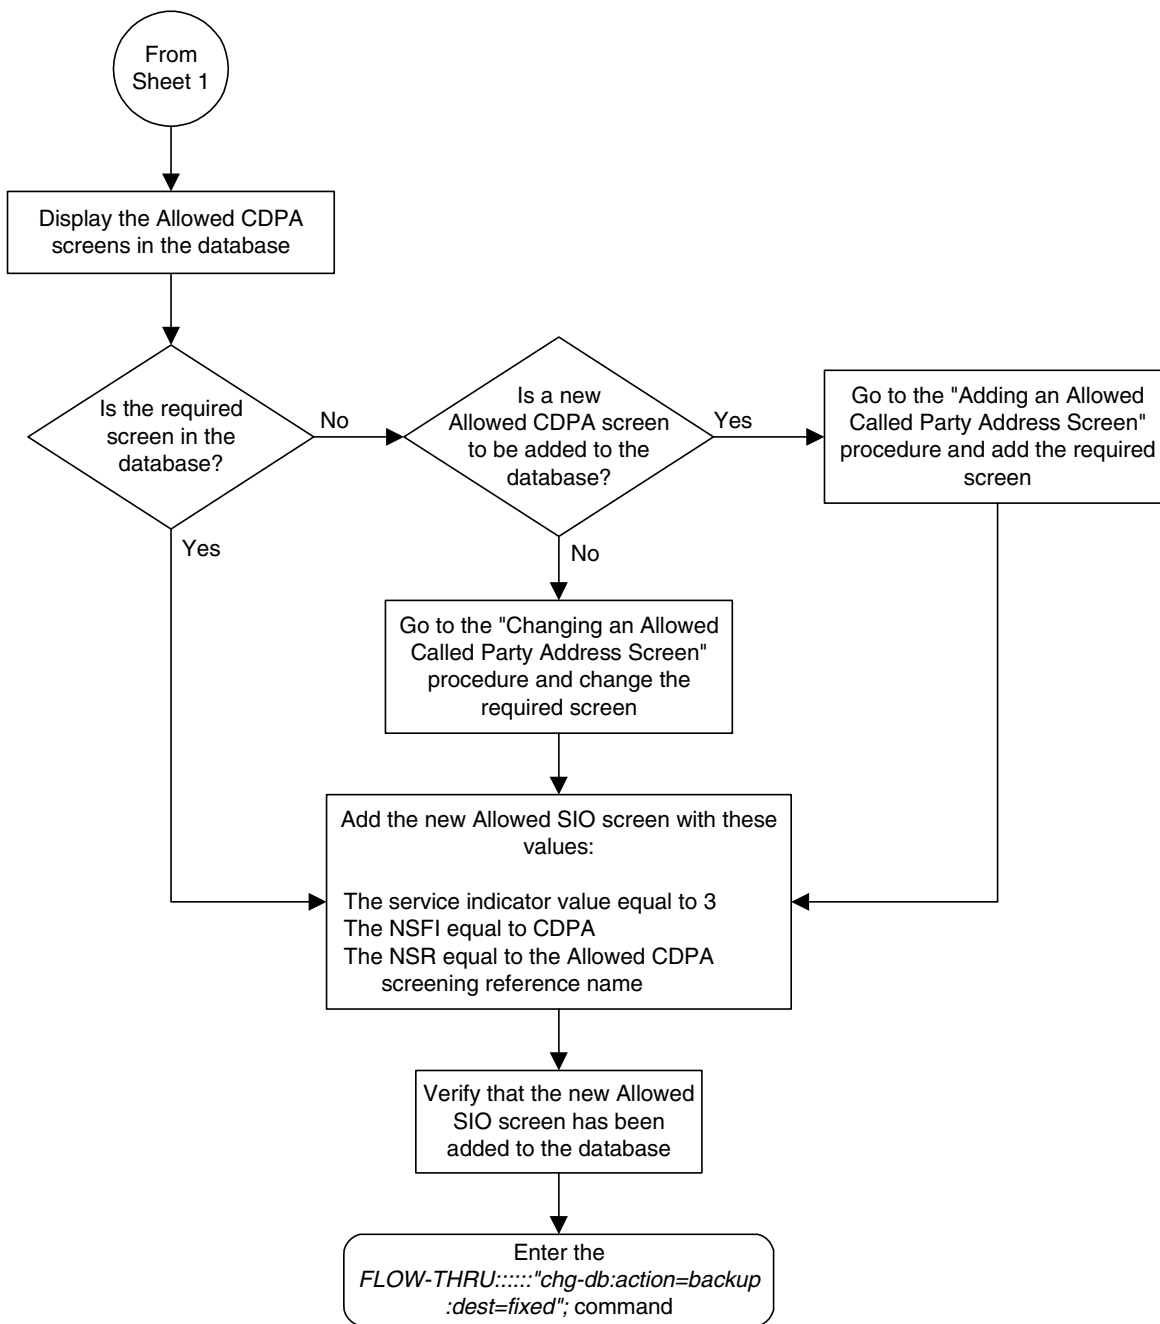 From
Sheet 1
Display the Allowed CDPA
screens in the database
Is the required
screen in the
database?
No
Yes
Is a new
Allowed CDPA screen
to be added to the
database?
Yes
No
Go to the "Adding an Allowed
Called Party Address Screen"
procedure and add the required
screen
Go to the "Changing an Allowed
Called Party Address Screen"
procedure and change the
required screen
Add the new Allowed SIO screen with these
values:
The service indicator value equal to 3
The NSFI equal to CDPA
The NSR equal to the Allowed CDPA
screening reference name
Verify that the new Allowed
SIO screen has been
added to the database
Enter the
FLOW-THRU::::::"chg-db:action=backup
:dest=fixed"; command